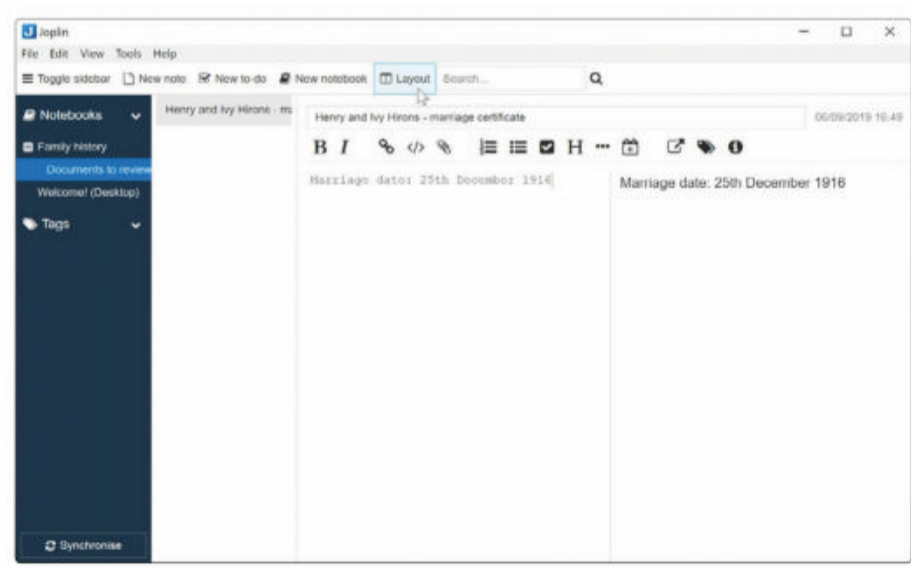 Joplin
File Edit View Tools Help
Toggle sidebar New note New to-do New notebook Layout Search...
Notebooks
Family history
Documents to review
Welcome! (Desktop)
Tags
Synchronise
Henry and Ivy Hirons - ma
Henry and Ivy Hirons - marriage certificate
06/09/2019 16:49
B I H
Marriage date: 25th December 1916
Marriage date: 25th December 1916